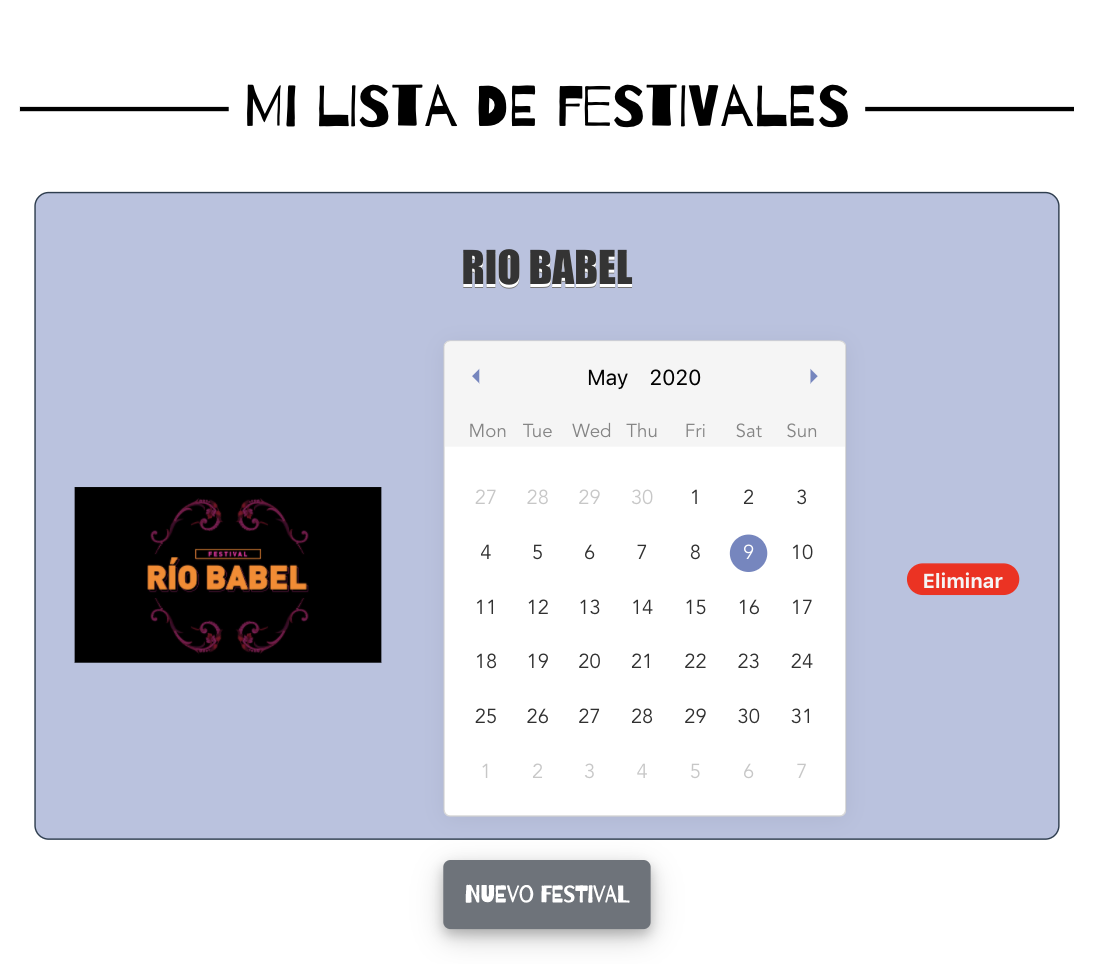 MI LISTA DE FESTIVALES
RIO BABEL
May 2020
Mon Tue Wed Thu Fri Sat Sun
27 28 29 30 1 2 3
4 5 6 7 8 9 10
11 12 13 14 15 16 17
18 19 20 21 22 23 24
25 26 27 28 29 30 31
1 2 3 4 5 6 7
FESTIVAL
RÍO BABEL
Eliminar
NUEVO FESTIVAL